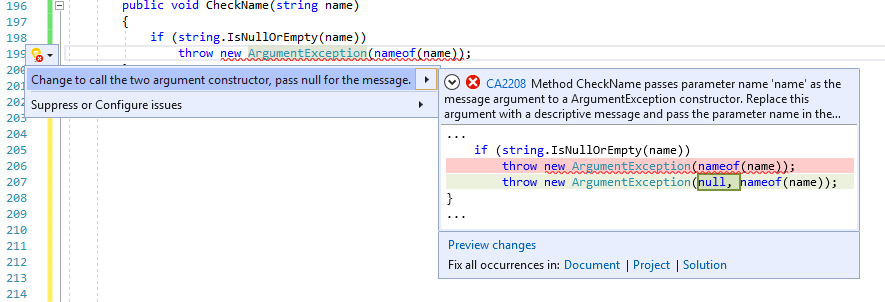 196 public void CheckName(string name)
197 {
198 if (string.IsNullOrEmpty(name))
199 throw new ArgumentException(nameof(name));
200
Change to call the two argument constructor, pass null for the message.
Suppress or Configure issues
CA2208 Method CheckName passes parameter name 'name' as the
message argument to a ArgumentException constructor. Replace this
argument with a descriptive message and pass the parameter name in the...
...
if (string.IsNullOrEmpty(name))
throw new ArgumentException(nameof(name));
throw new ArgumentException(null, nameof(name));
}
...
Preview changes
Fix all occurrences in: Document | Project | Solution
201
202
203
204
205
206
207
208
209
210
211
212
213
214